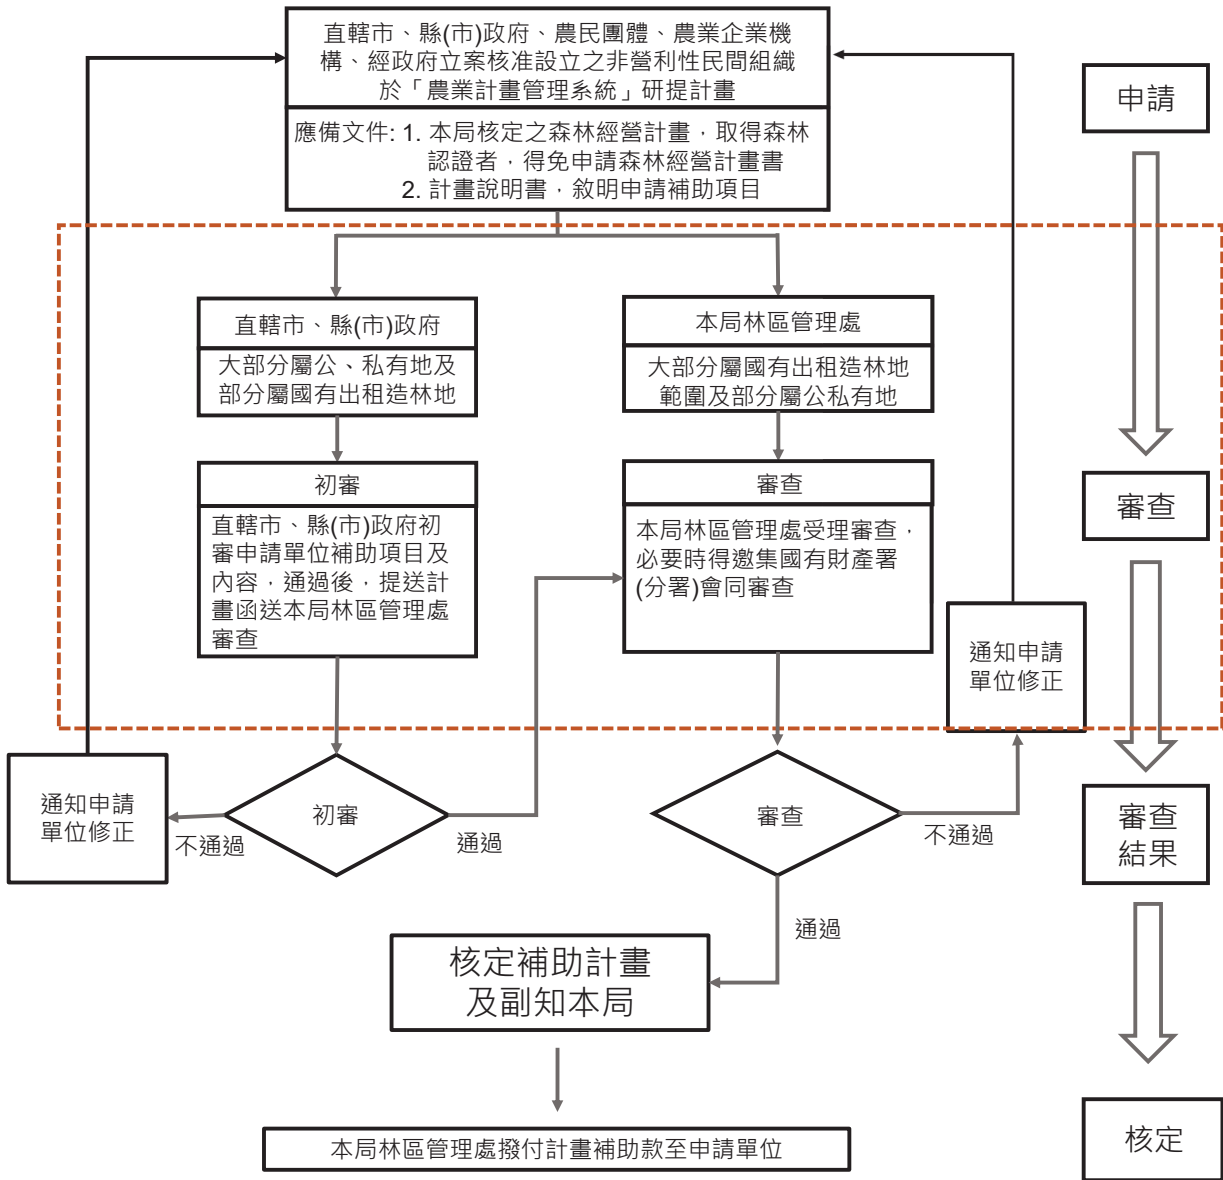 直轄市、縣(市)政府、農民團體、農業企業機
構、經政府立案核准設立之非營利性民間組織
於「農業計畫管理系統」研提計畫
應備文件: 1. 本局核定之森林經營計畫，取得森林
認證者，得免申請森林經營計畫書
2. 計畫說明書，敘明申請補助項目
申請
直轄市、縣(市)政府
大部分屬公、私有地及
部分屬國有出租造林地
本局林區管理處
大部分屬國有出租造林地
範圍及部分屬公私有地
初審
直轄市、縣(市)政府初
審申請單位補助項目及
內容，通過後，提送計
畫函送本局林區管理處
審查
審查
本局林區管理處受理審查，
必要時得邀集國有財產署
(分署)會同審查
審查
通知申請
單位修正
通知申請
單位修正
不通過
初審
通過
審查
不通過
審查
結果
通過
核定補助計畫
及副知本局
本局林區管理處撥付計畫補助款至申請單位
核定